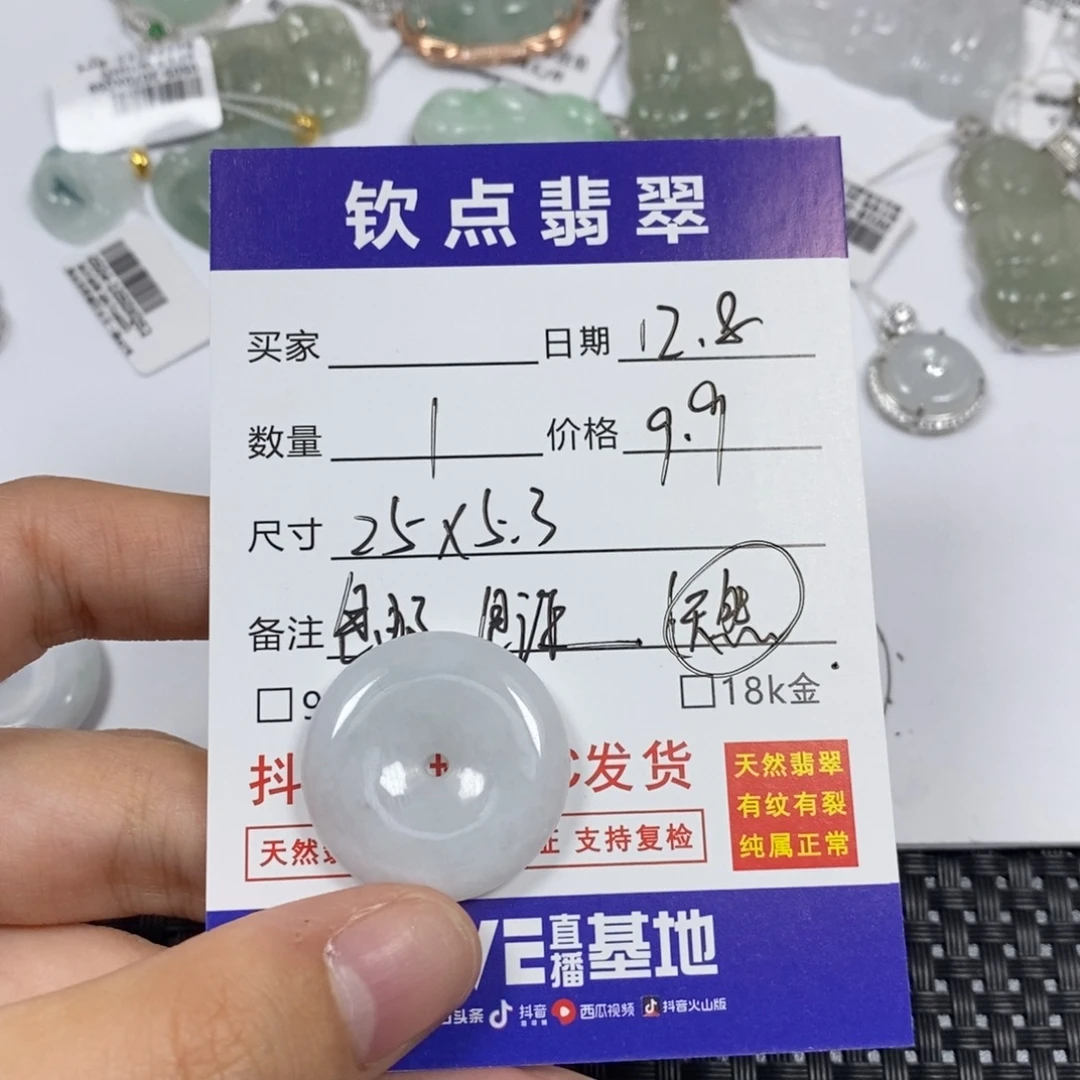 钦点翡翠
买家 日期 12.8
数量 1 价格 9.9
尺寸 25X5.3
备注 天然
18k金
抖 发货
天然翡翠
有纹有裂
纯属正常
天然 证 支持复检
直播基地
头条 抖音 西瓜视频 抖音火山版